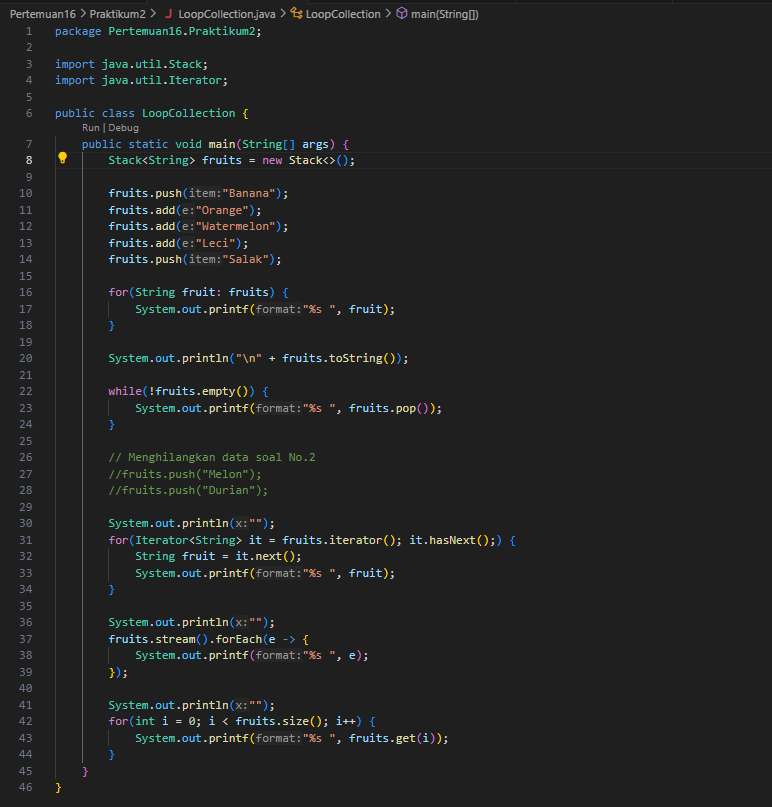 Pertemuan16 > Praktikum2 > J LoopCollection.java > LoopCollection > main(String[])
1 package Pertemuan16.Praktikum2;
2
3 import java.util.Stack;
4 import java.util.Iterator;
5
6 public class LoopCollection {
Run | Debug
7 public static void main(String[] args) {
8 Stack<String> fruits = new Stack<>();
9
10 fruits.push(item:"Banana");
11 fruits.add(e:"Orange");
12 fruits.add(e:"Watermelon");
13 fruits.add(e:"Leci");
14 fruits.push(item:"Salak");
15
16 for(String fruit: fruits) {
17 System.out.printf(format:"%s ", fruit);
18 }
19
20 System.out.println("\n" + fruits.toString());
21
22 while(!fruits.empty()) {
23 System.out.printf(format:"%s ", fruits.pop());
24 }
25
26 // Menghilangkan data soal No.2
27 //fruits.push("Melon");
28 //fruits.push("Durian");
29
30 System.out.println(x:"");
31 for(Iterator<String> it = fruits.iterator(); it.hasNext();) {
32 String fruit = it.next();
33 System.out.printf(format:"%s ", fruit);
34 }
35
36 System.out.println(x:"");
37 fruits.stream().forEach(e -> {
38 System.out.printf(format:"%s ", e);
39 });
40
41 System.out.println(x:"");
42 for(int i = 0; i < fruits.size(); i++) {
43 System.out.printf(format:"%s ", fruits.get(i));
44 }
45 }
46 }